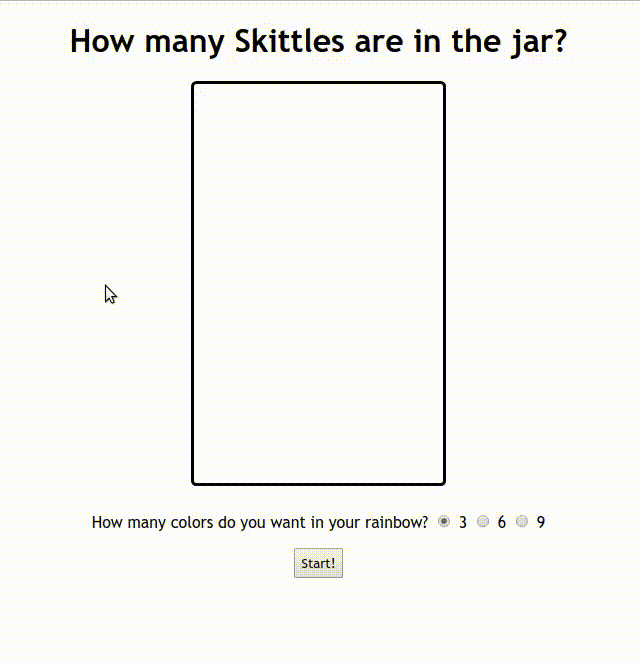 How many Skittles are in the jar?
How many colors do you want in your rainbow? 3 6 9
Start!